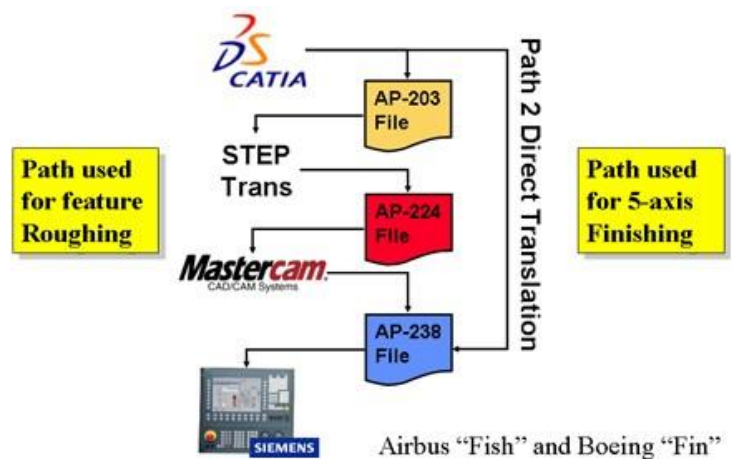 DS
CATIA
AP-203
File
STEP
Trans
AP-224
File
Mastercam
CAD/CAM Systems
AP-238
File
SIEMENS
Path used
for feature
Roughing
Path 2 Direct Translation
Path used
for 5-axis
Finishing
Airbus “Fish” and Boeing “Fin”